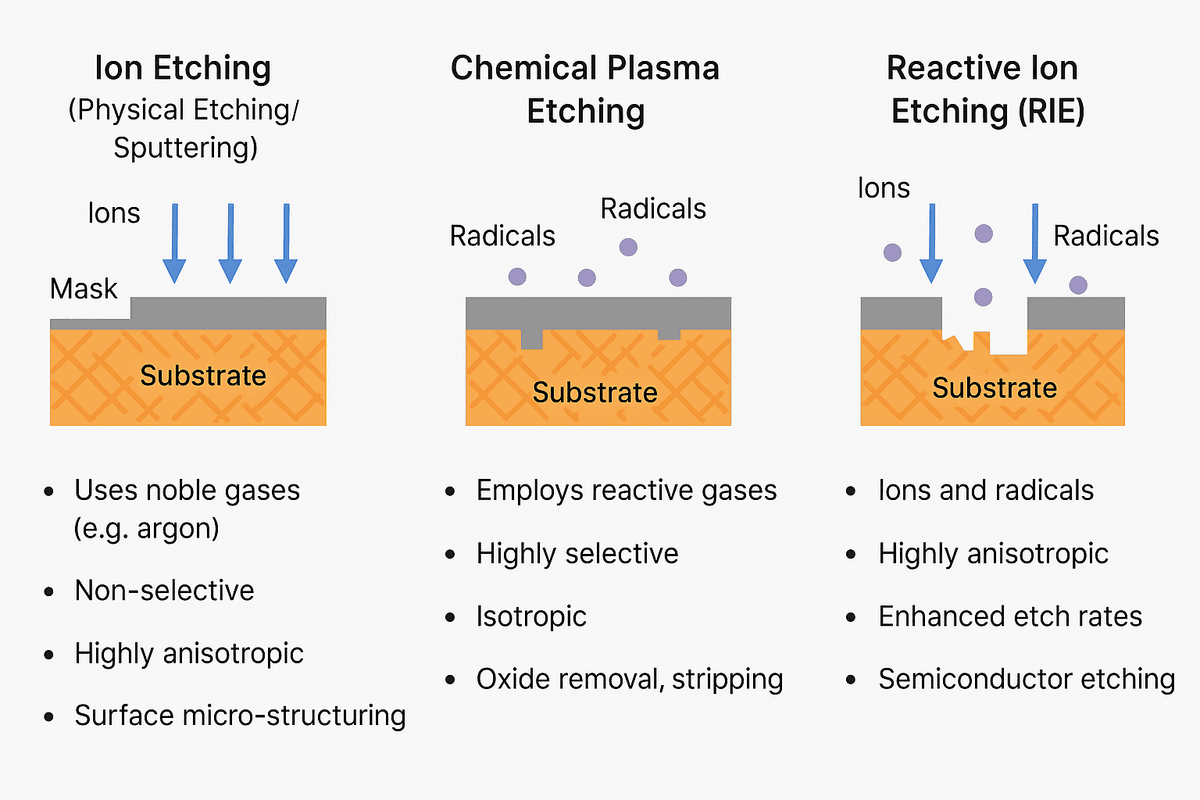 Ion Etching
(Physical Etching/
Sputtering)
Ions
Mask
Substrate
• Uses noble gases
(e.g. argon)
• Non-selective
• Highly anisotropic
• Surface micro-structuring
Chemical Plasma
Etching
Radicals
Radicals
Substrate
• Employs reactive gases
• Highly selective
• Isotropic
• Oxide removal, stripping
Reactive Ion
Etching (RIE)
Ions
Radicals
Substrate
• Ions and radicals
• Highly anisotropic
• Enhanced etch rates
• Semiconductor etching